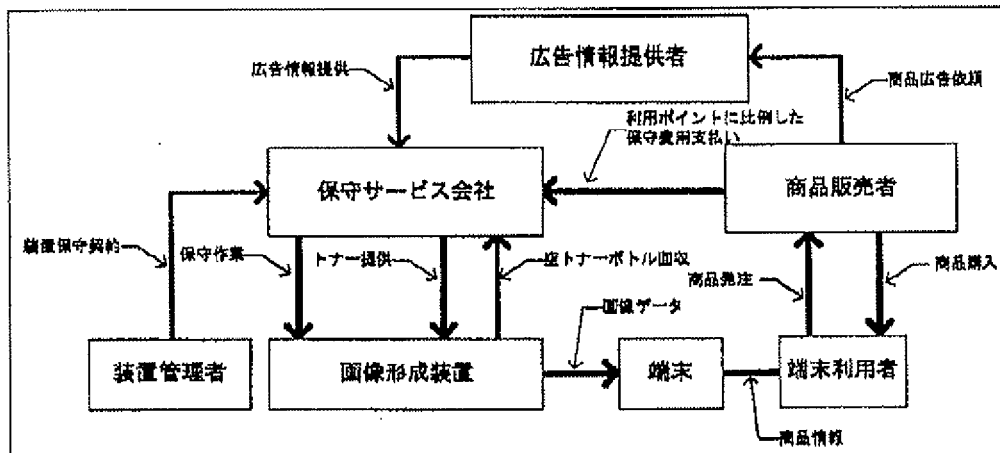 広告情報提供者
広告情報提供
商品広告依頼
利用ポイントに比例した
保守費用支払い
保守サービス会社
商品販売者
装置保守契約
保守作業
トナー提供
空トナーボトル回収
商品発注
商品購入
画像データ
装置管理者
画像形成装置
端末
端末利用者
商品情報